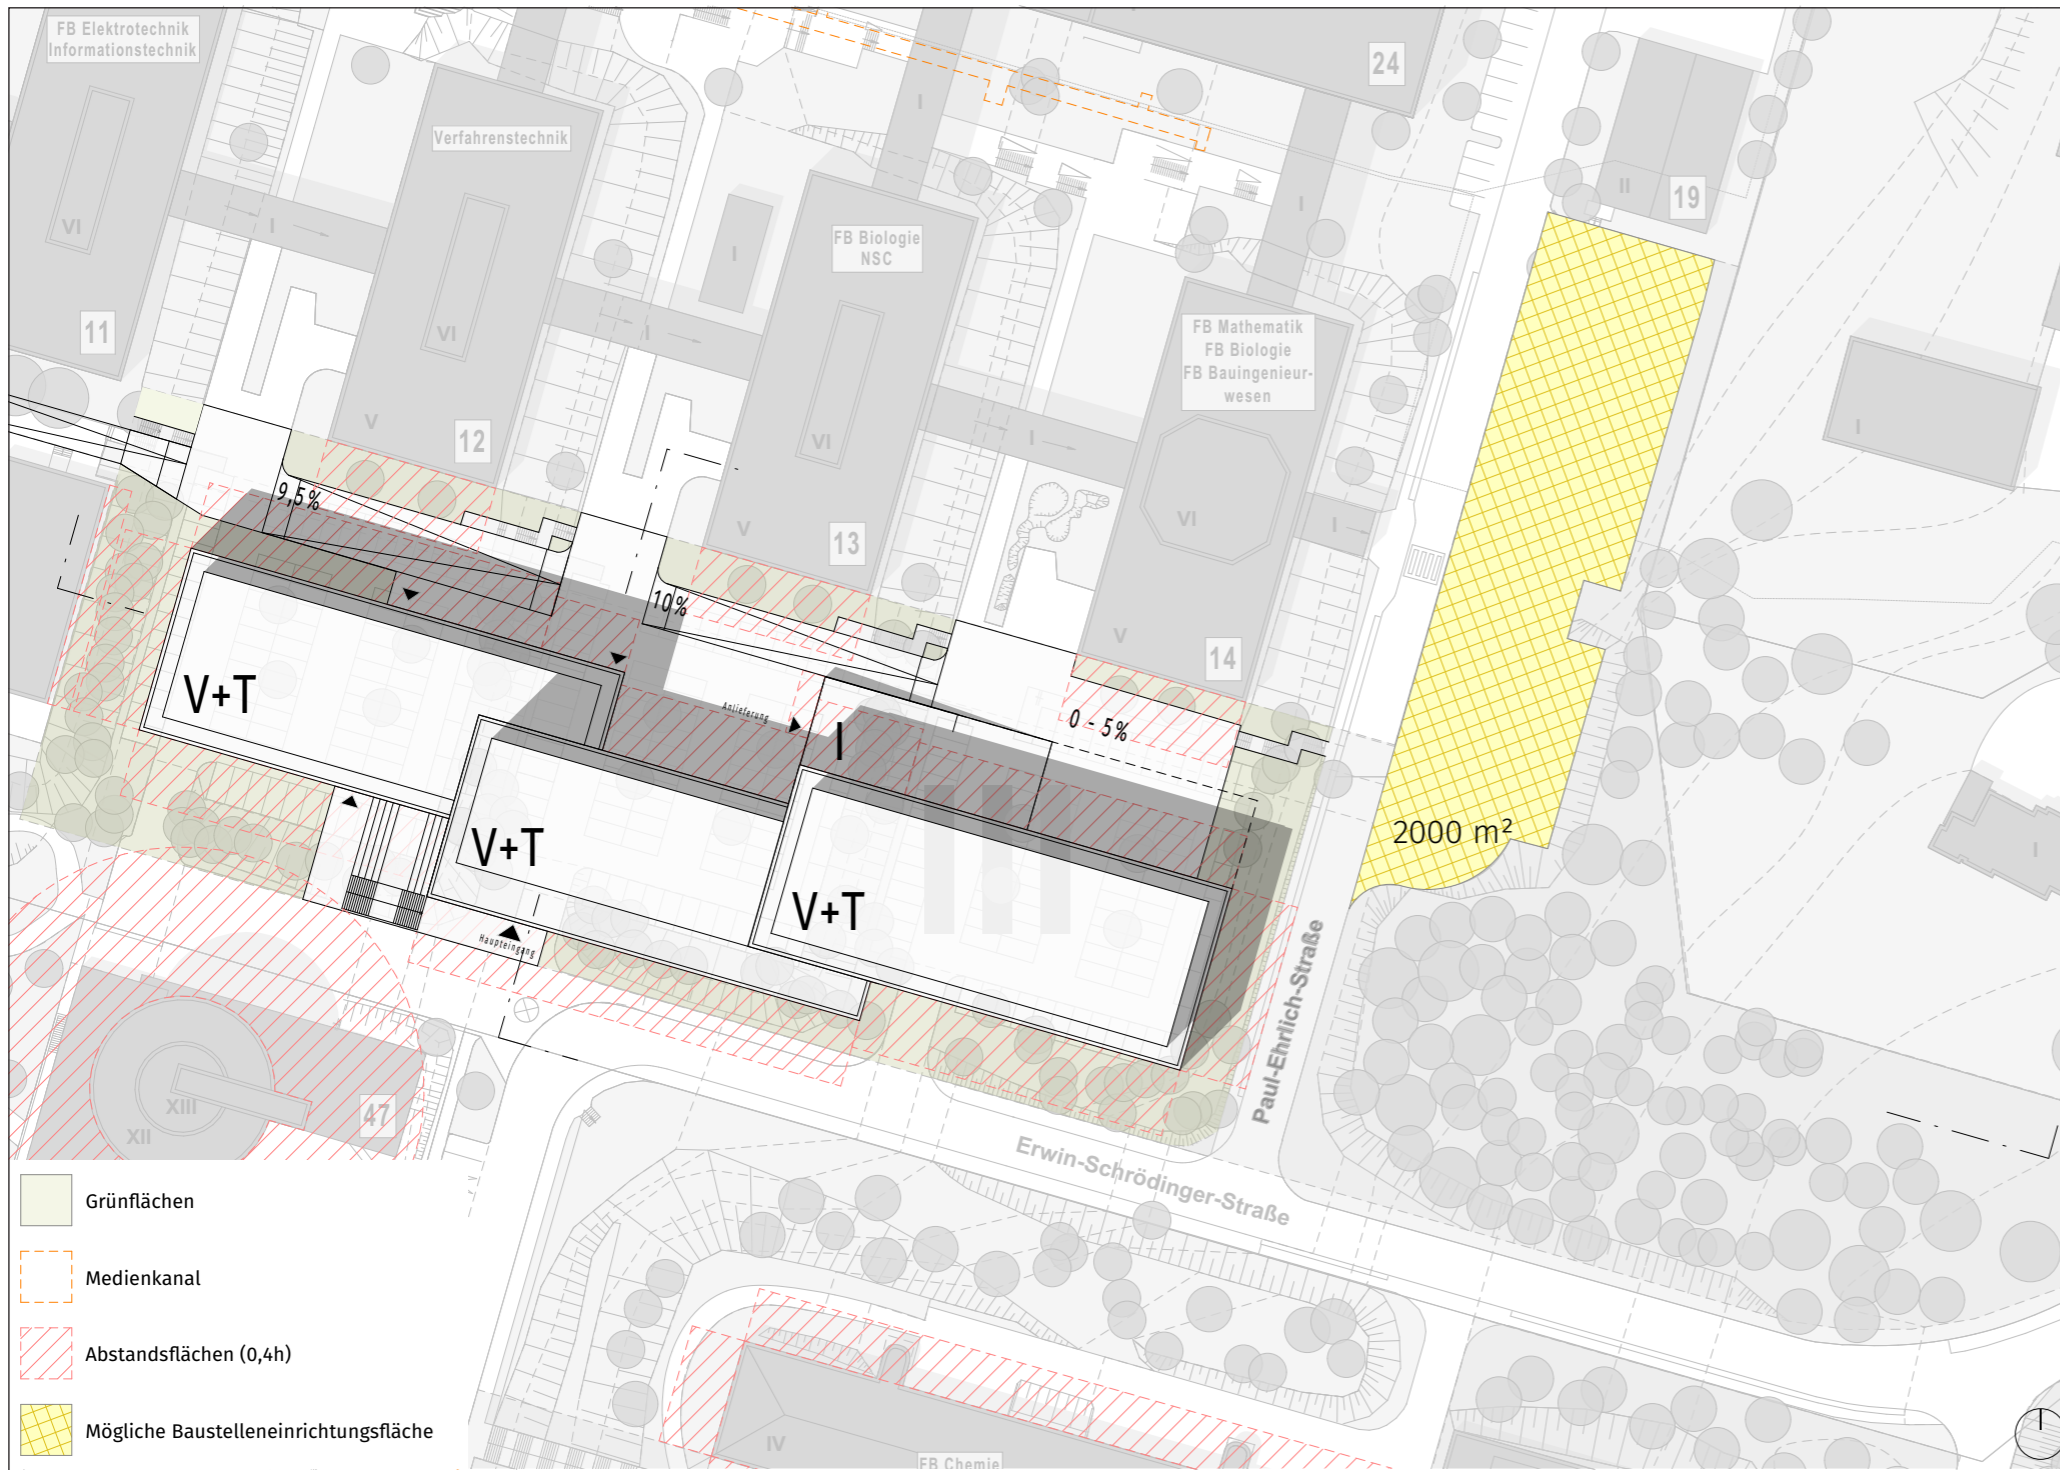 FB Elektrotechnik
Informationstechnik
24
Verfahrenstechnik
I
II
19
VI
I
FB Biologie
NSC
I
I
11
VI
I
FB Mathematik
FB Biologie
FB Bauingenieur-
wesen
V
12
VI
I
I
9,5%
V
13
VI
I
10%
V
14
V+T
Anlieferung
I
0 - 5%
2000 m²
V+T
V+T
Haupteingang
I
Paul-Ehrlich-Straße
XIII
XII
47
Erwin-Schrödinger-Straße
Grünflächen
Medienkanal
Abstandsflächen (0,4h)
Mögliche Baustelleneinrichtungsfläche
IV
FB Chemie